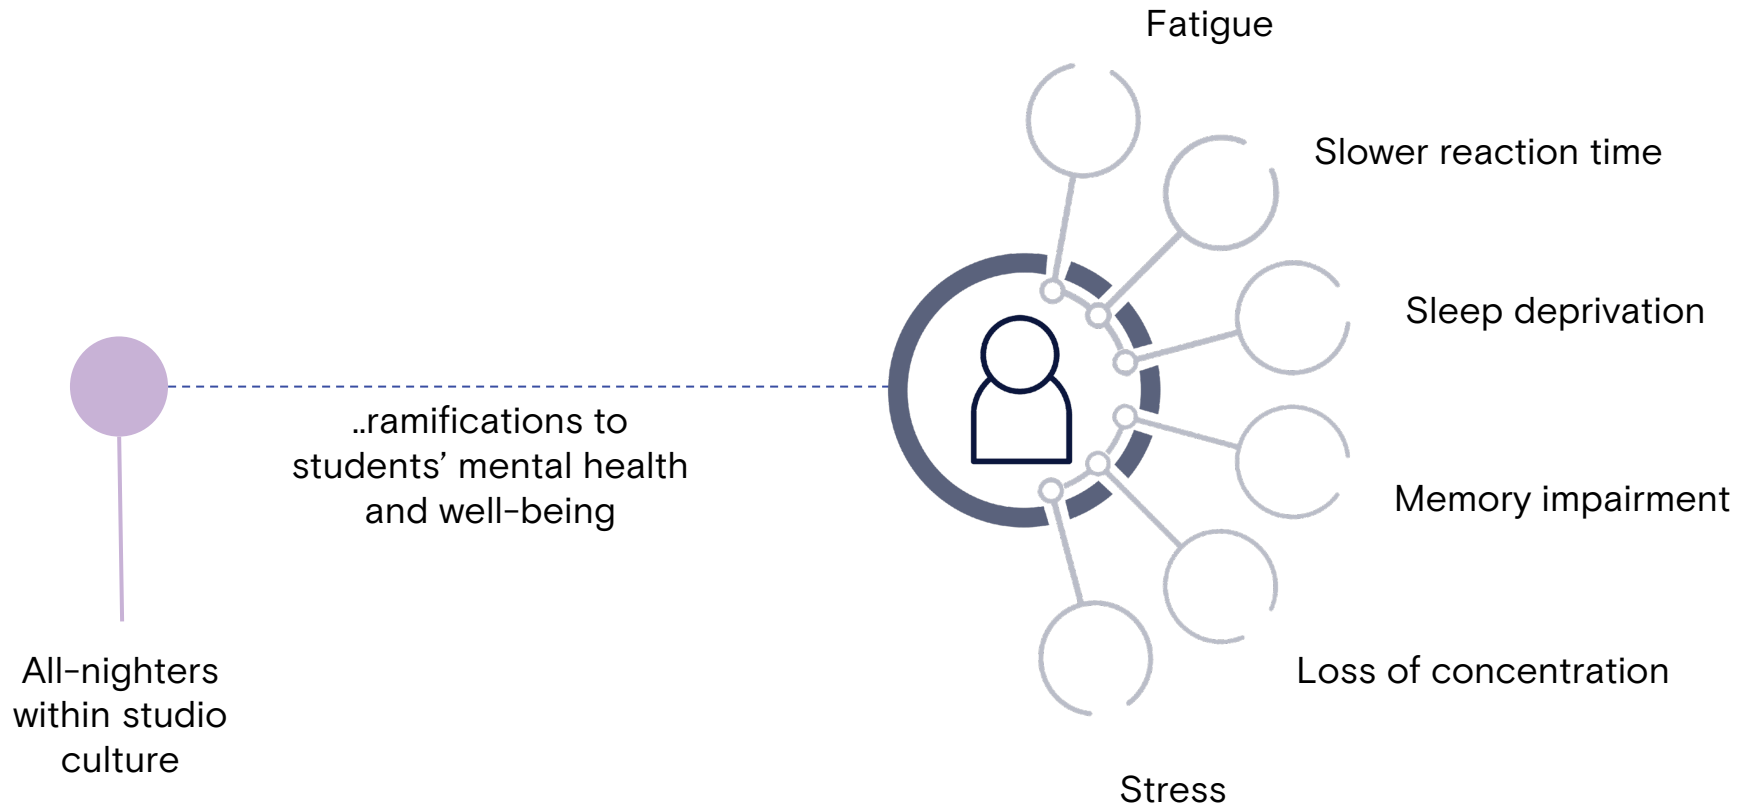 Fatigue
Slower reaction time
Sleep deprivation
..ramifications to
students’ mental health
and well-being
Memory impairment
All-nighters
within studio
culture
Loss of concentration
Stress